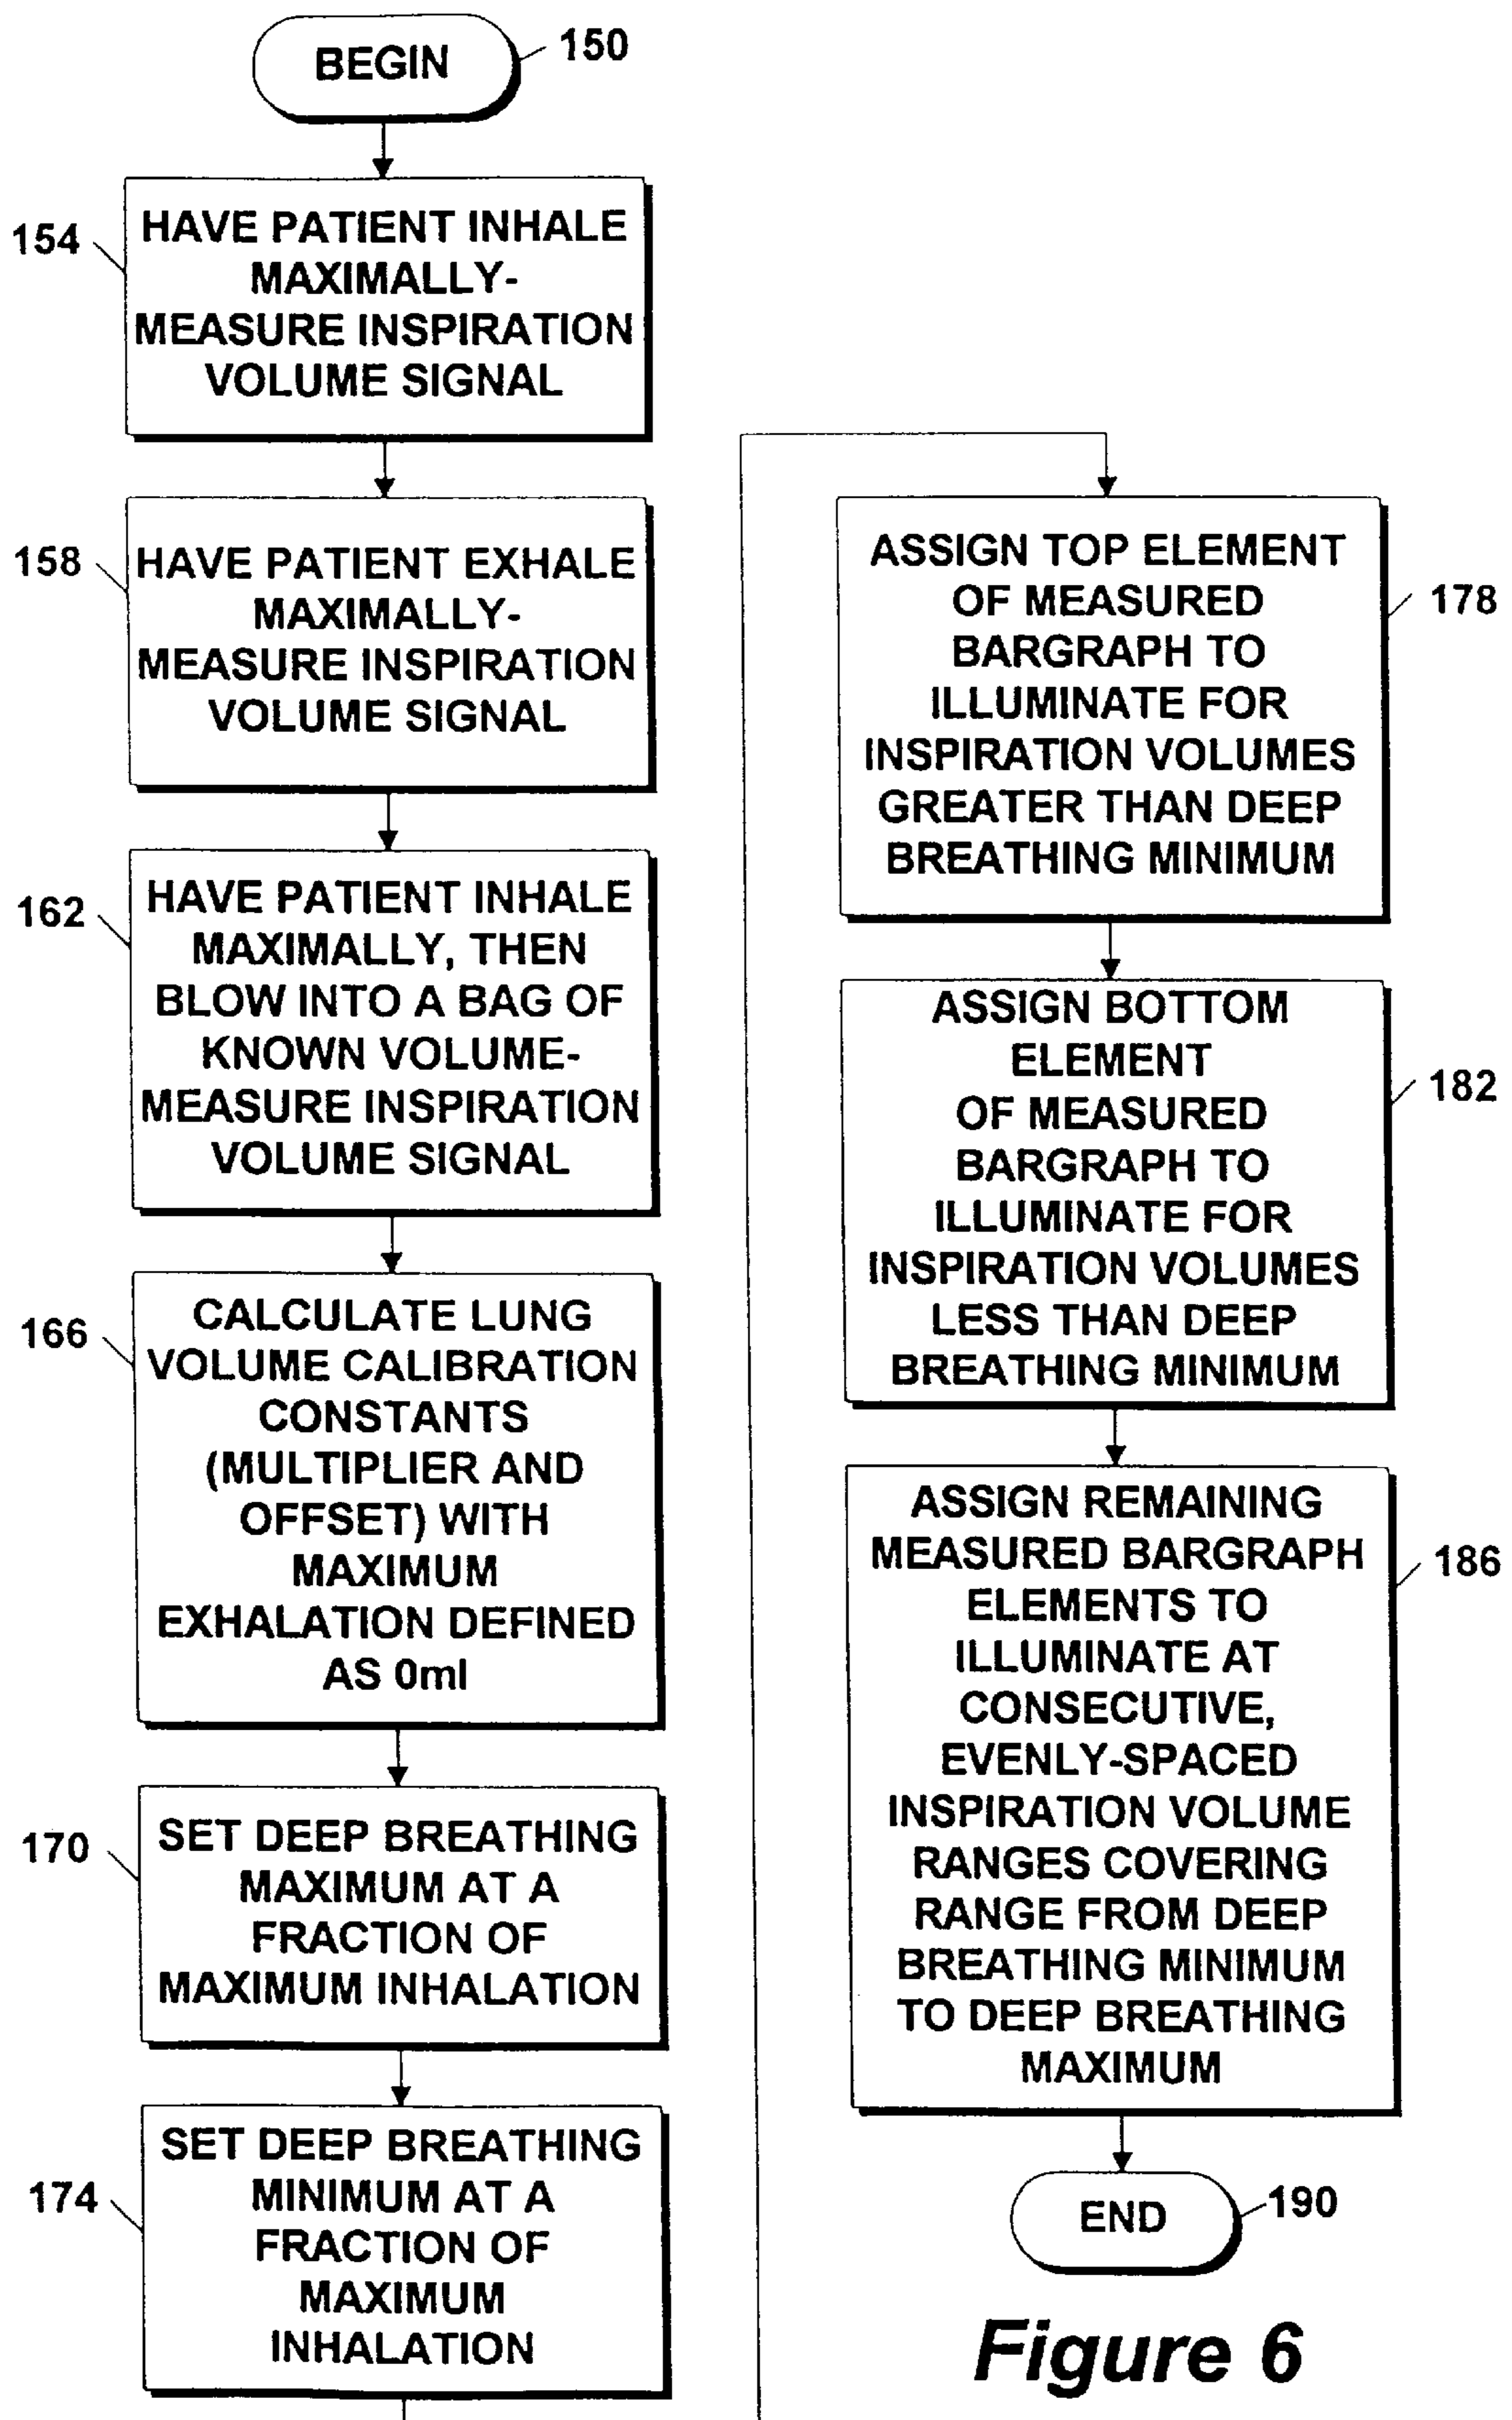 BEGIN
150
154
HAVE PATIENT INHALE
MAXIMALLY-
MEASURE INSPIRATION
VOLUME SIGNAL
158
HAVE PATIENT EXHALE
MAXIMALLY-
MEASURE INSPIRATION
VOLUME SIGNAL
162
HAVE PATIENT INHALE
MAXIMALLY, THEN
BLOW INTO A BAG OF
KNOWN VOLUME-
MEASURE INSPIRATION
VOLUME SIGNAL
166
CALCULATE LUNG
VOLUME CALIBRATION
CONSTANTS
(MULTIPLIER AND
OFFSET) WITH
MAXIMUM
EXHALATION DEFINED
AS 0ml
170
SET DEEP BREATHING
MAXIMUM AT A
FRACTION OF
MAXIMUM INHALATION
174
SET DEEP BREATHING
MINIMUM AT A
FRACTION OF
MAXIMUM
INHALATION
ASSIGN TOP ELEMENT
OF MEASURED
BARGRAPH TO
ILLUMINATE FOR
INSPIRATION VOLUMES
GREATER THAN DEEP
BREATHING MINIMUM
178
ASSIGN BOTTOM
ELEMENT
OF MEASURED
BARGRAPH TO
ILLUMINATE FOR
INSPIRATION VOLUMES
LESS THAN DEEP
BREATHING MINIMUM
182
ASSIGN REMAINING
MEASURED BARGRAPH
ELEMENTS TO
ILLUMINATE AT
CONSECUTIVE,
EVENLY-SPACED
INSPIRATION VOLUME
RANGES COVERING
RANGE FROM DEEP
BREATHING MINIMUM
TO DEEP BREATHING
MAXIMUM
186
END
190
Figure 6